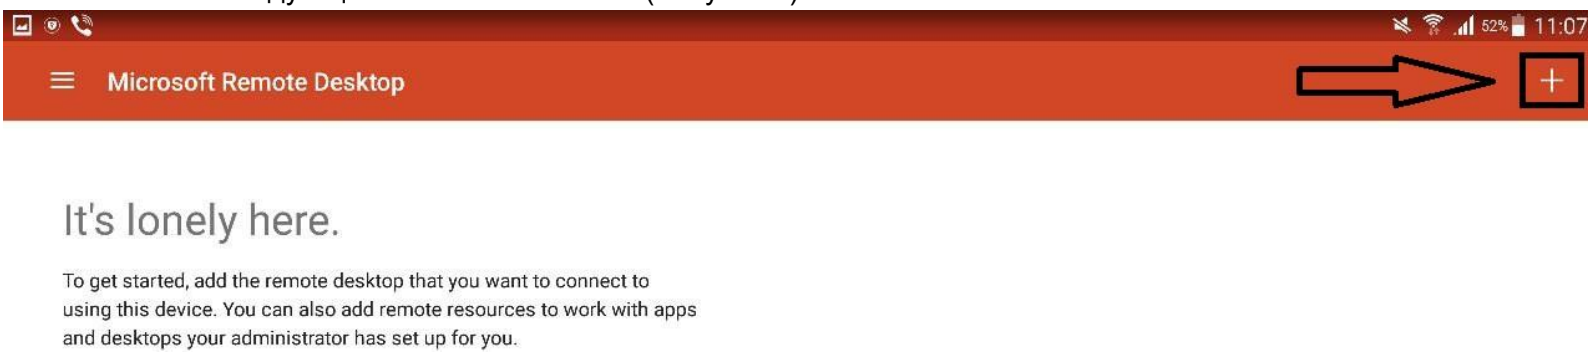 52% 11:07
Microsoft Remote Desktop
It's lonely here.
To get started, add the remote desktop that you want to connect to
using this device. You can also add remote resources to work with apps
and desktops your administrator has set up for you.